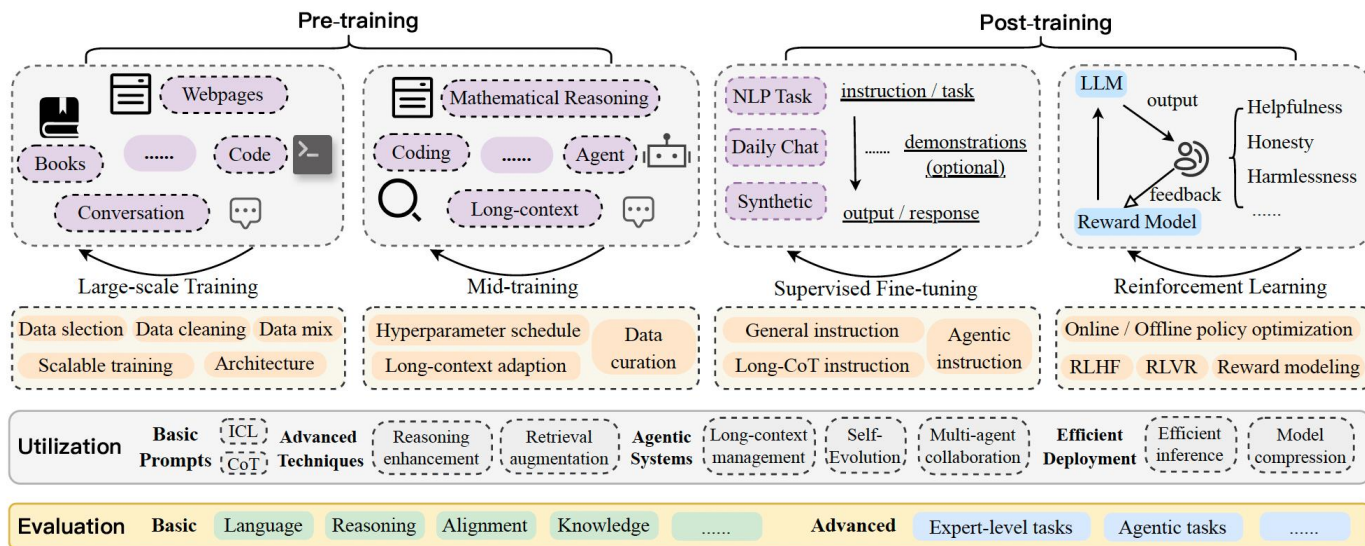 Pre-training
Post-training
Webpages
Books
......
Code
Conversation
Mathematical Reasoning
Coding
......
Agent
Long-context
NLP Task
Daily Chat
Synthetic
instruction / task
...... demonstrations
(optional)
output / response
LLM
output
feedback
Reward Model
Helpfulness
Honesty
Harmlessness
......
Large-scale Training
Mid-training
Supervised Fine-tuning
Reinforcement Learning
Data slection
Data cleaning
Data mix
Scalable training
Architecture
Hyperparameter schedule
Long-context adaption
Data
curation
General instruction
Long-CoT instruction
Agentic
instruction
Online / Offline policy optimization
RLHF
RLVR
Reward modeling
Utilization
Basic
Prompts
ICL
CoT
Advanced
Techniques
Reasoning
enhancement
Retrieval
augmentation
Agentic
Systems
Long-context
management
Self-
Evolution
Multi-agent
collaboration
Efficient
Deployment
Efficient
inference
Model
compression
Evaluation
Basic
Language
Reasoning
Alignment
Knowledge
......
Advanced
Expert-level tasks
Agentic tasks
......